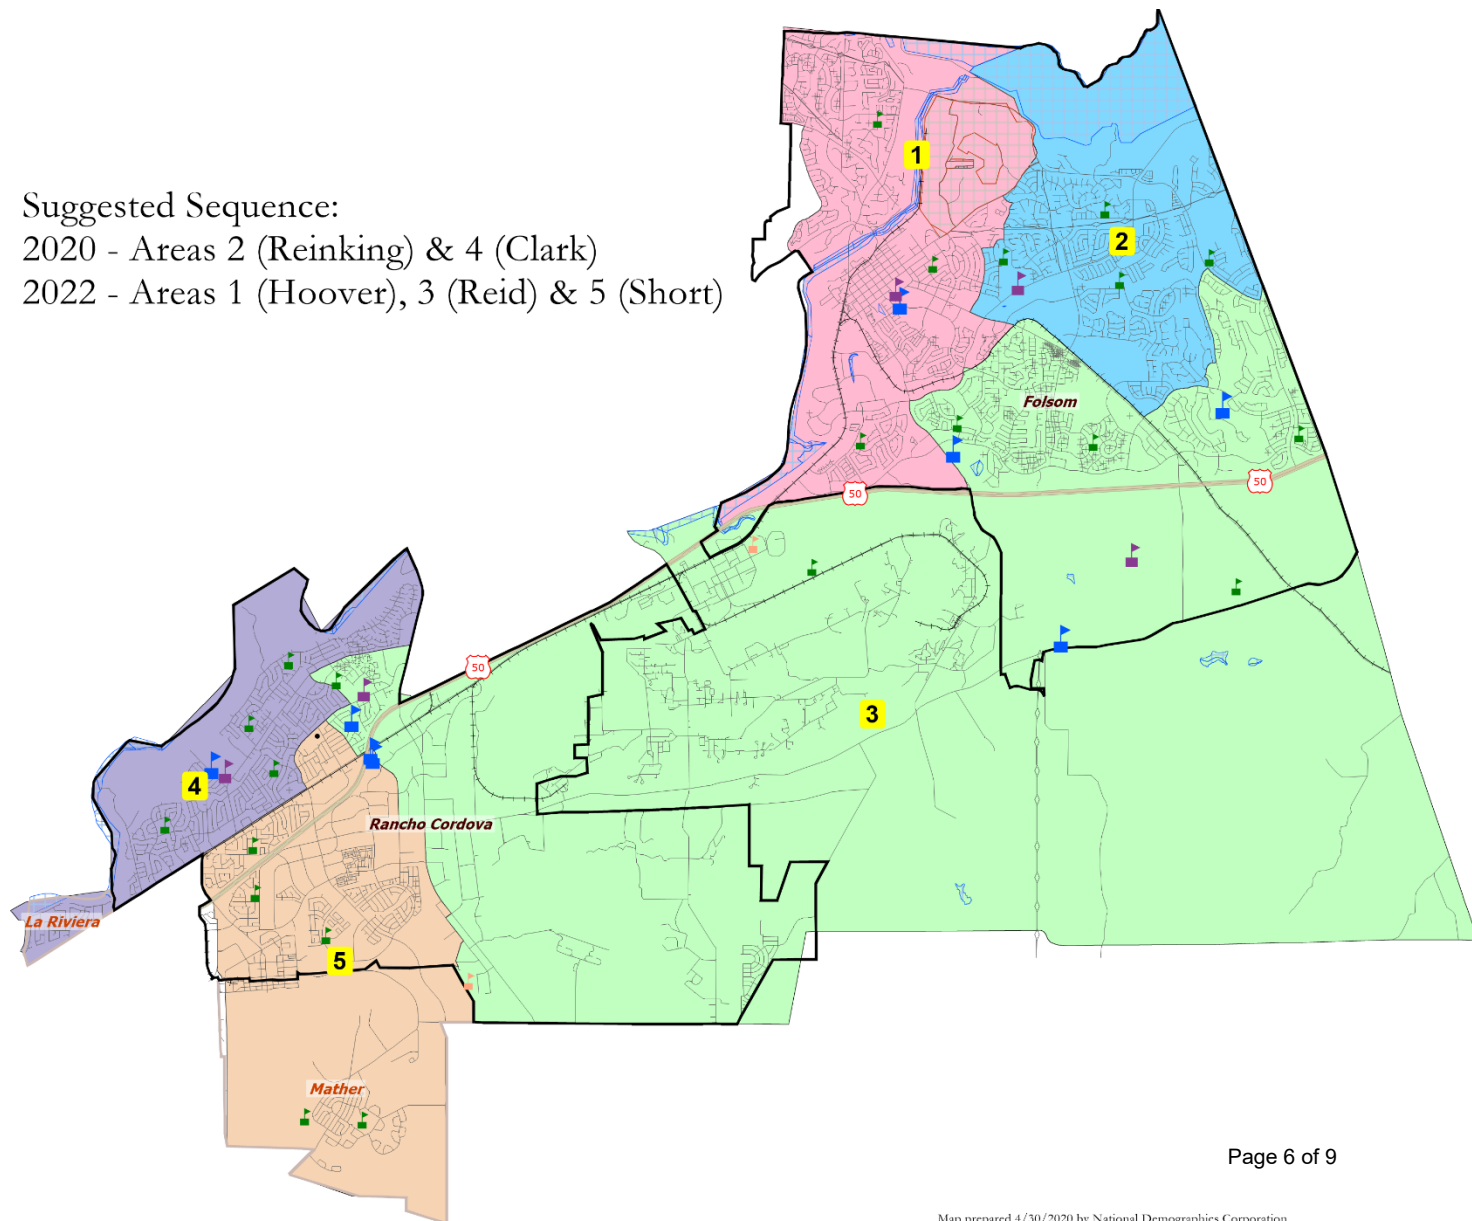 Suggested Sequence:
2020 - Areas 2 (Reinking) & 4 (Clark)
2022 - Areas 1 (Hoover), 3 (Reid) & 5 (Short)
1
2
Folsom
50
50
50
3
4
Rancho Cordova
La Riviera
5
Mather
Page 6 of 9
Map prepared 4/30/2020 by National Demographics Corporation